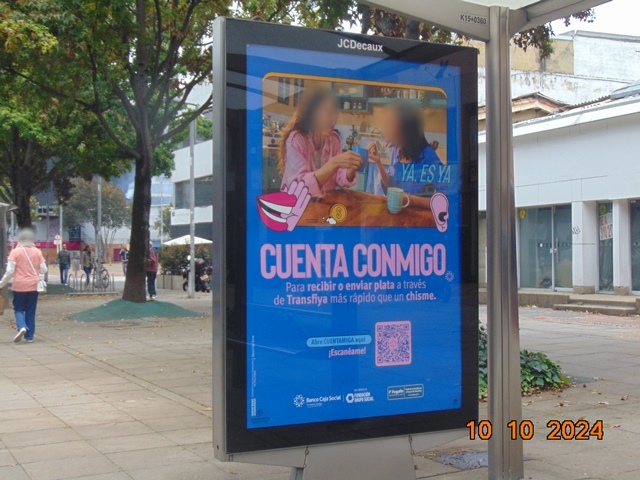 K15+0360
JCDecaux
YA, ES YA
CUENTA CONMIGO
Para recibir o enviar plata a través
de Transfiya más rápido que un chisme.
Abre CUENTAMIGA aquí
¡Escanéame!
Banco Caja Social
FUNDACIÓN
GRUPO SOCIAL
10 10 2024